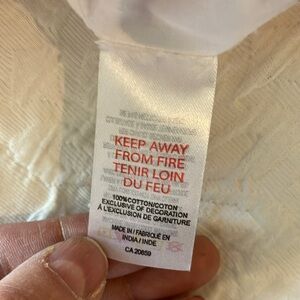 KEEP AWAY
FROM FIRE
TENIR LOIN
DU FEU
100% COTTON/COTON
EXCLUSIVE OF DECORATION
À L'EXCLUSION DE GARNITURE
MADE IN / FABRIQUÉ EN
INDIA / INDE
CA 20659